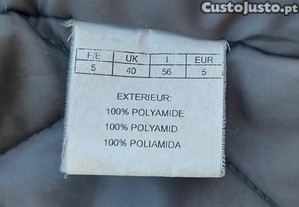 CustoJusto.pt
F/E UK I EUR
5 40 56 5
EXTERIEUR:
100% POLYAMIDE
100% POLYAMID
100% POLIAMIDA